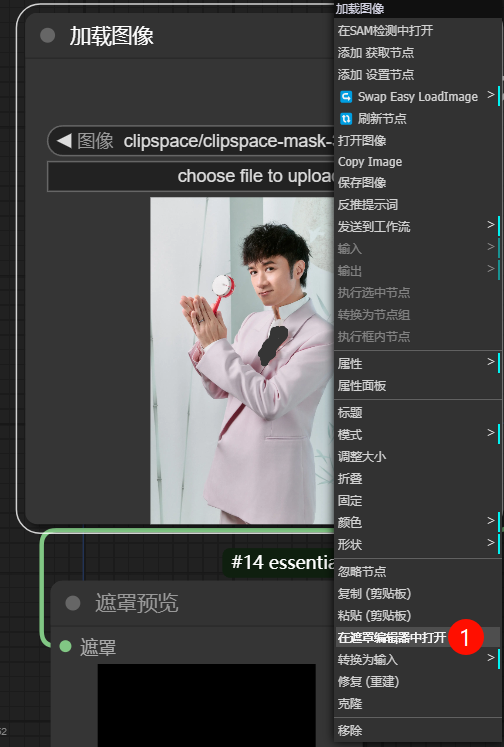 加载图像
图像 clipspace/clipspace-mask-
choose file to upload
#14 essentia
遮罩预览
遮罩
加载图像
在SAM检测中打开
添加 获取节点
添加 设置节点
Swap Easy LoadImage >
刷新节点
打开图像
Copy Image
保存图像
反推提示词
发送到工作流 >
输入 >
输出 >
执行选中节点
转换为节点组
执行框内节点
属性 >
属性面板
标题
模式 >
调整大小
折叠
固定
颜色 >
形状 >
忽略节点
复制 (剪贴板)
粘贴 (剪贴板)
在遮罩编辑器中打开 1
转换为输入 >
修复 (重建)
克隆
移除